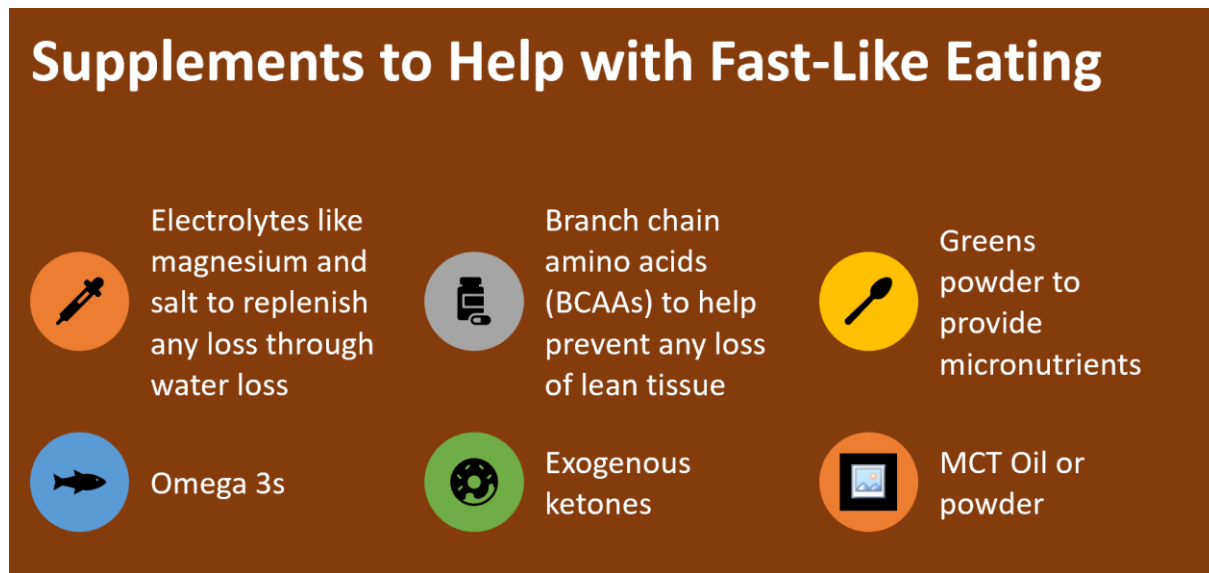 Supplements to Help with Fast-Like Eating
Electrolytes like
magnesium and
salt to replenish
any loss through
water loss
Branch chain
amino acids
(BCAAs) to help
prevent any loss
of lean tissue
Greens
powder to
provide
micronutrients
Omega 3s
Exogenous
ketones
MCT Oil or
powder